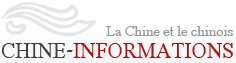 La Chine et le chinois
CHINE-INFORMATIONS